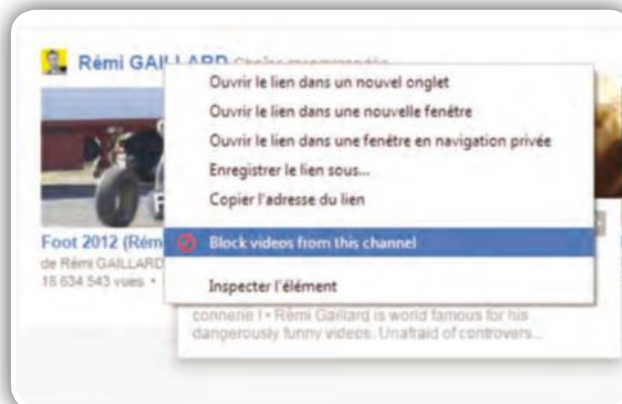 Rémi GAILLARD Chaîne recommandée
Ouvrir le lien dans un nouvel onglet
Ouvrir le lien dans une nouvelle fenêtre
Ouvrir le lien dans une fenêtre en navigation privée
Enregistrer le lien sous...
Copier l'adresse du lien
Foot 2012 (Rém
Block videos from this channel
de Rémi GAILLARD
18 634 543 vues •
Inspecter l'élément
connerie ! • Rémi Gaillard is world famous for his
dangerously funny videos. Unafraid of controvers...